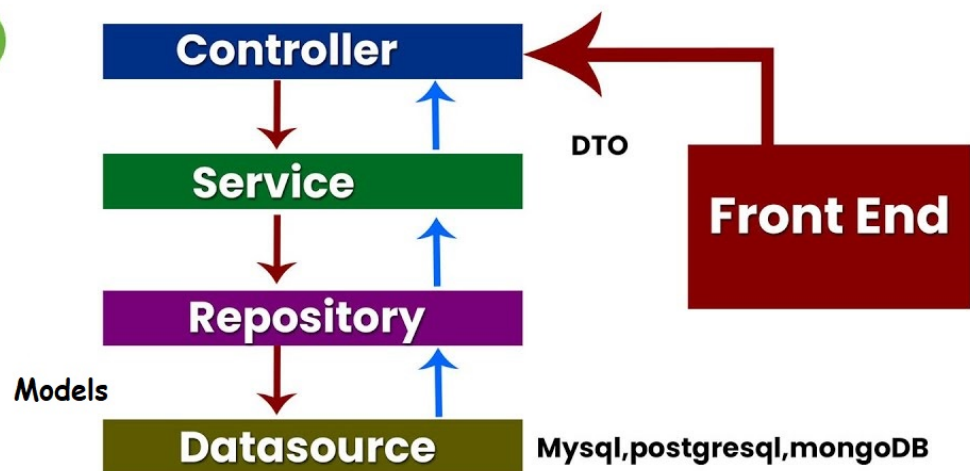 Controller
DTO
Service
Front End
Repository
Models
Datasource
Mysql,postgresql,mongoDB